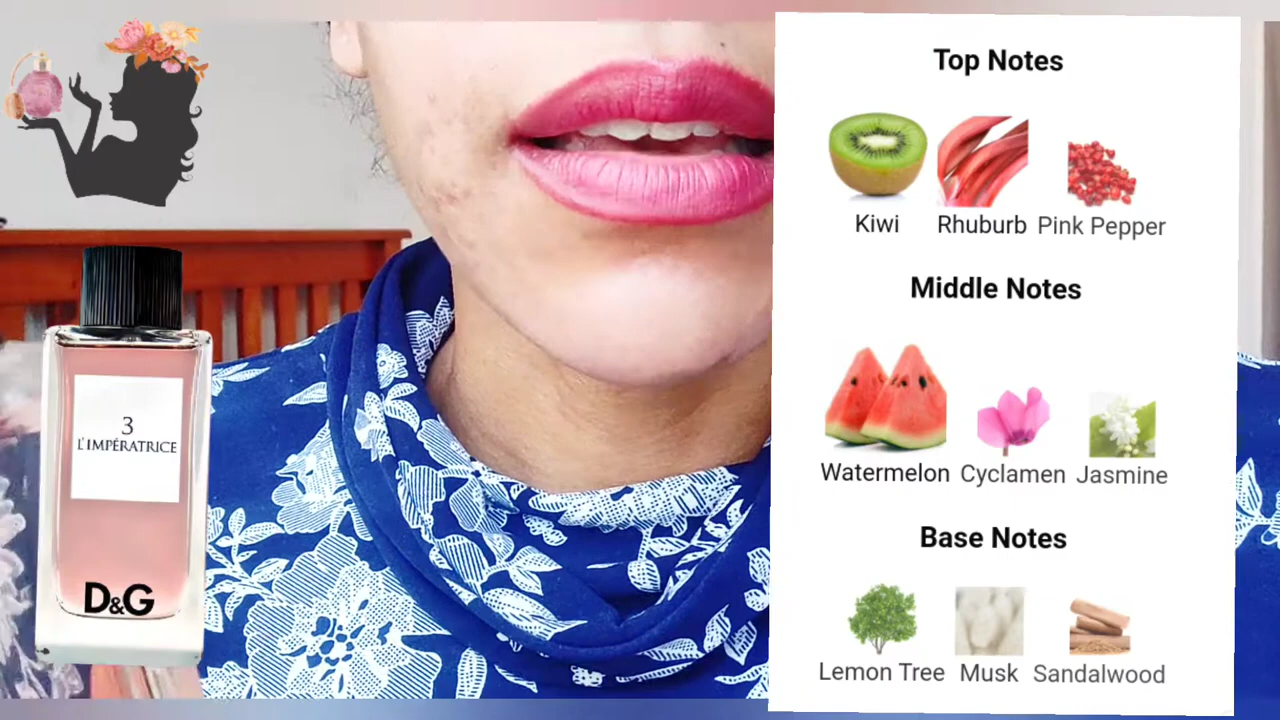 3
L'IMPÉRATRICE
D&G
Top Notes
Kiwi Rhuburb Pink Pepper
Middle Notes
Watermelon Cyclamen Jasmine
Base Notes
Lemon Tree Musk Sandalwood